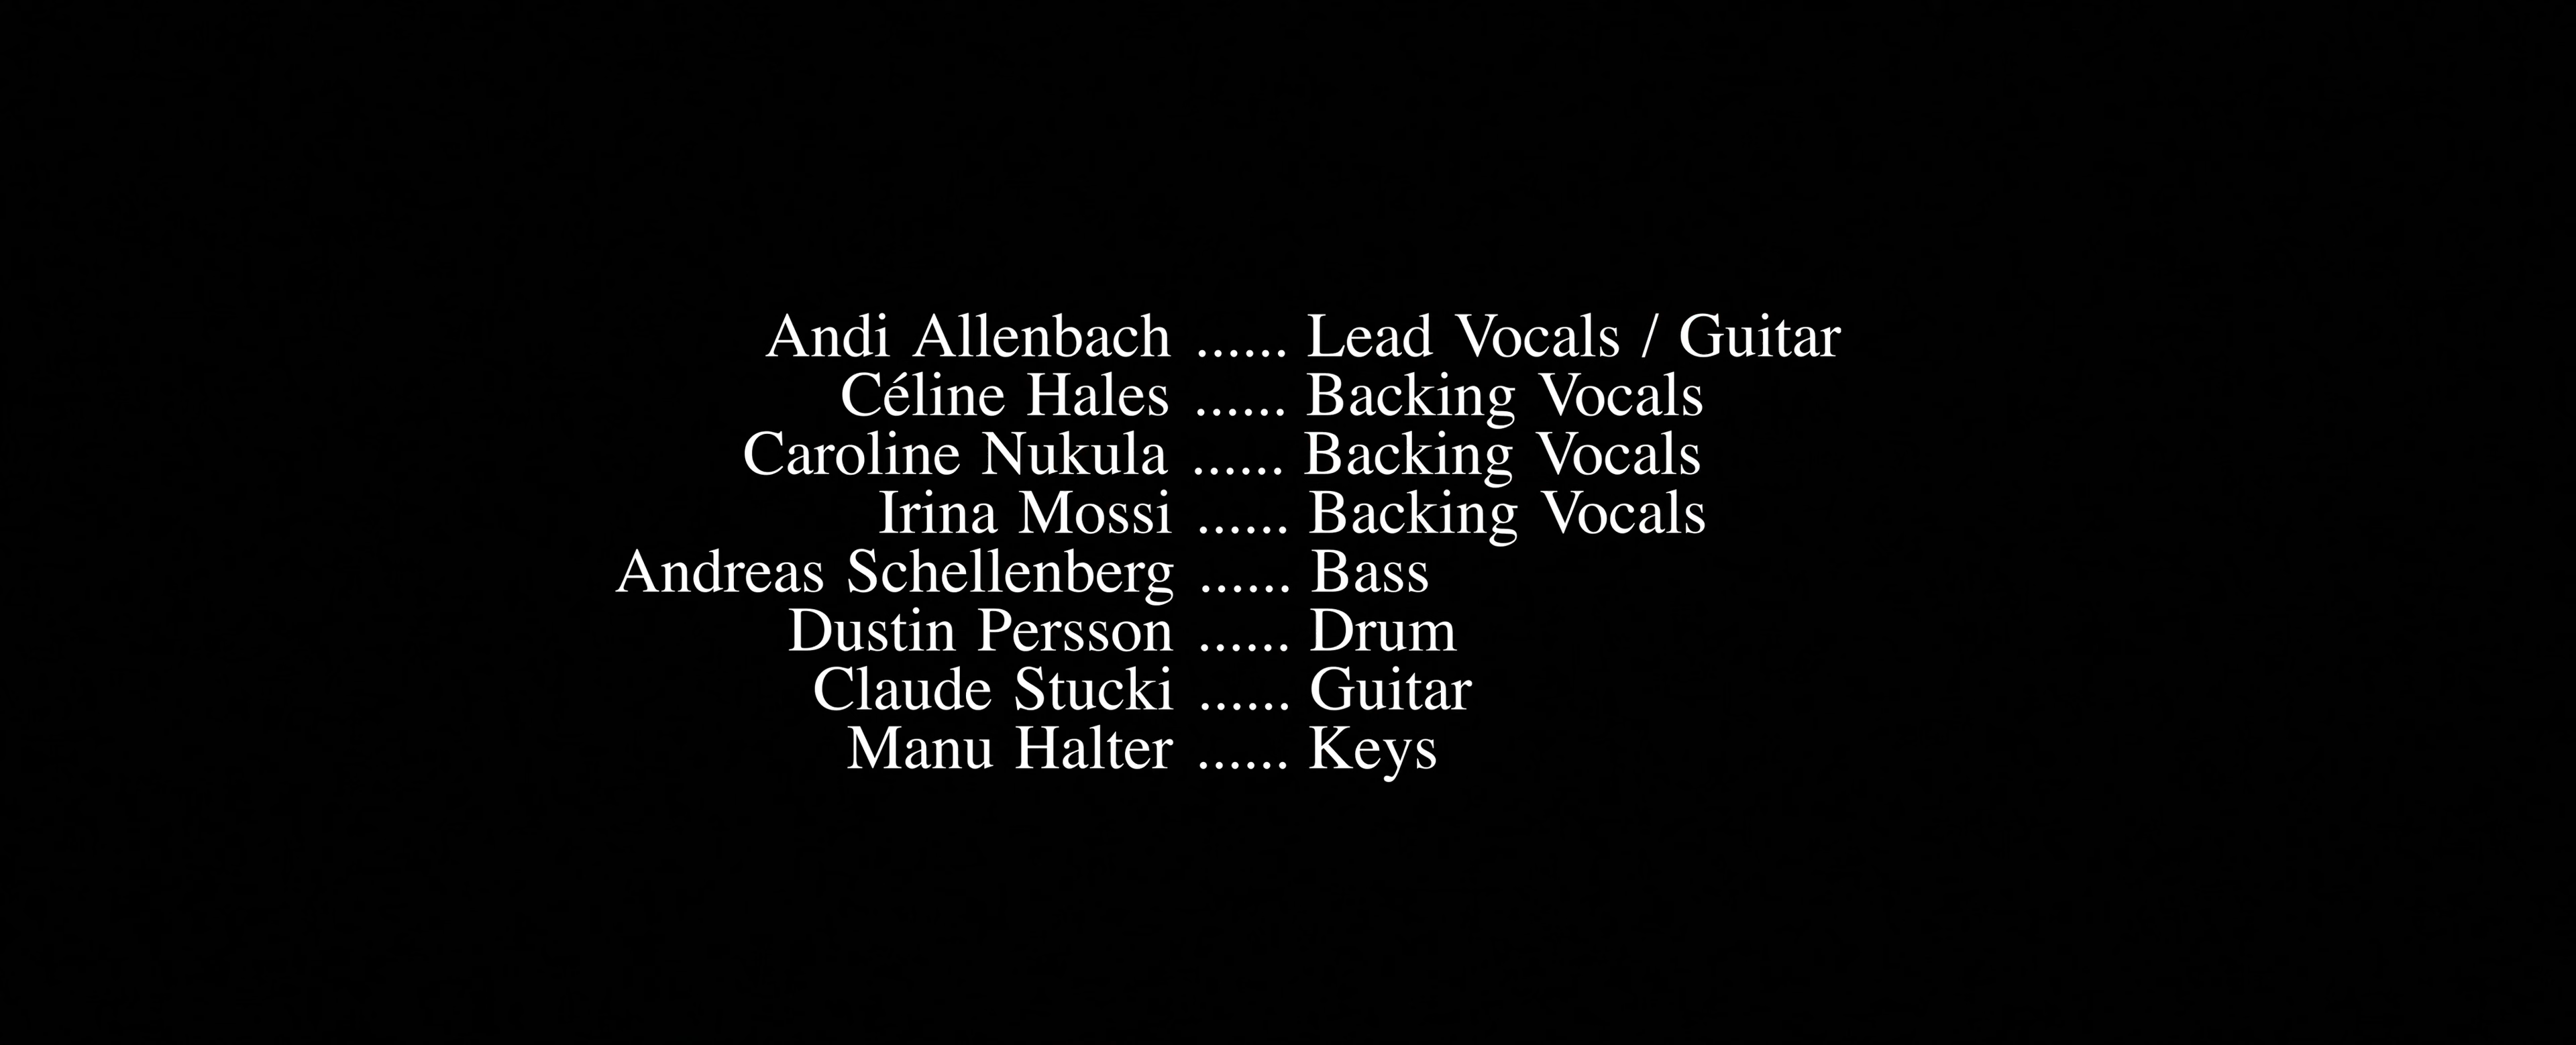 Andi Allenbach ...... Lead Vocals / Guitar
Céline Hales ...... Backing Vocals
Caroline Nukula ...... Backing Vocals
Irina Mossi ...... Backing Vocals
Andreas Schellenberg ...... Bass
Dustin Persson ...... Drum
Claude Stucki ...... Guitar
Manu Halter ...... Keys